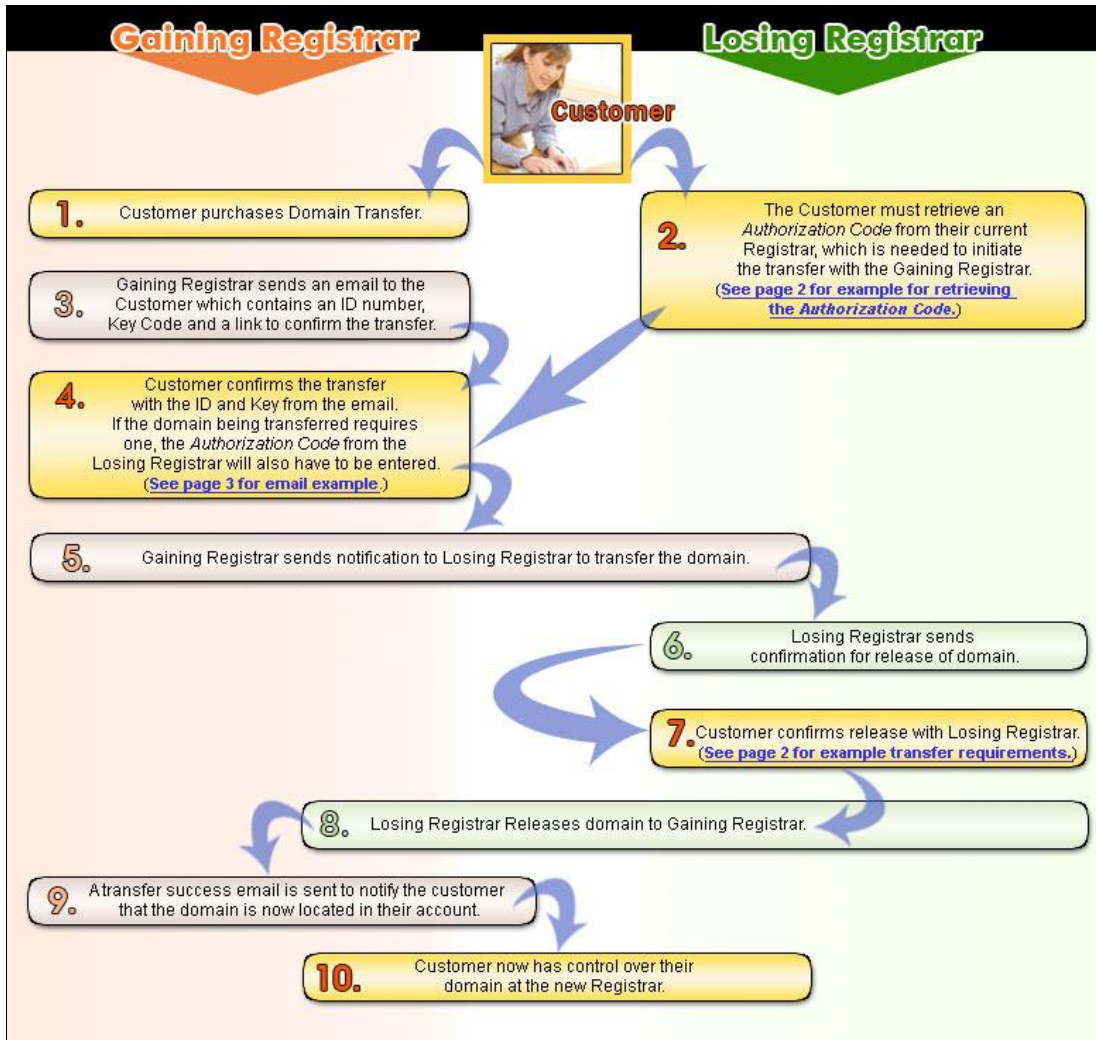 Gaining Registrar
Losing Registrar
Customer
1.
Customer purchases Domain Transfer.
2.
The Customer must retrieve an
Authorization Code from their current
Registrar, which is needed to initiate
the transfer with the Gaining Registrar.
(See page 2 for example for retrieving
the Authorization Code.)
3.
Gaining Registrar sends an email to the
Customer which contains an ID number,
Key Code and a link to confirm the transfer.
4.
Customer confirms the transfer
with the ID and Key from the email.
If the domain being transferred requires
one, the Authorization Code from the
Losing Registrar will also have to be entered.
(See page 3 for email example.)
5.
Gaining Registrar sends notification to Losing Registrar to transfer the domain.
6.
Losing Registrar sends
confirmation for release of domain.
7.
Customer confirms release with Losing Registrar.
(See page 2 for example transfer requirements.)
8.
Losing Registrar Releases domain to Gaining Registrar.
9.
A transfer success email is sent to notify the customer
that the domain is now located in their account.
10.
Customer now has control over their
domain at the new Registrar.